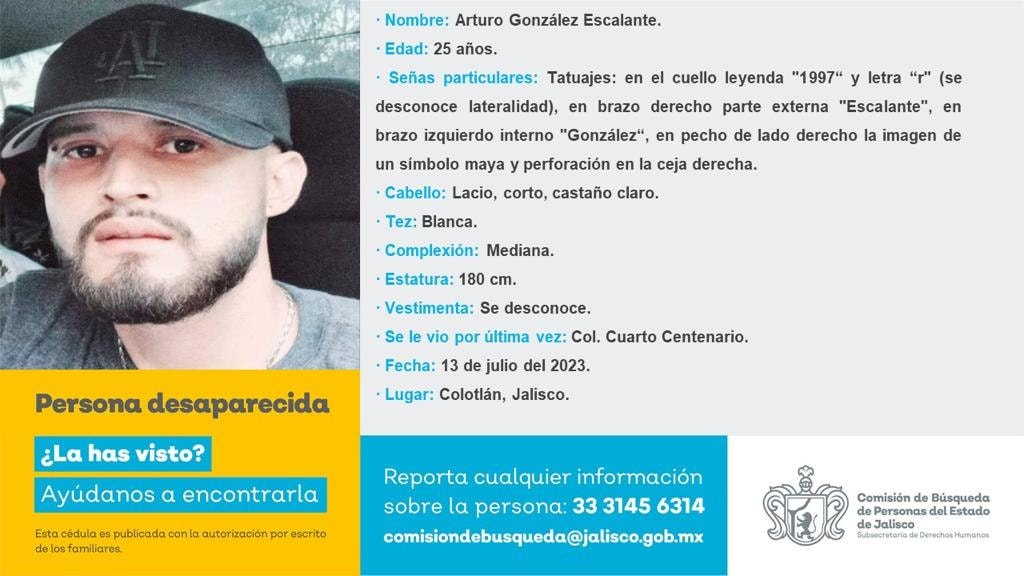 · Nombre: Arturo González Escalante.
· Edad: 25 años.
· Señas particulares: Tatuajes: en el cuello leyenda "1997“ y letra “r" (se
desconoce lateralidad), en brazo derecho parte externa "Escalante", en
brazo izquierdo interno "González“, en pecho de lado derecho la imagen de
un símbolo maya y perforación en la ceja derecha.
· Cabello: Lacio, corto, castaño claro.
· Tez: Blanca.
· Complexión: Mediana.
· Estatura: 180 cm.
· Vestimenta: Se desconoce.
· Se le vio por última vez: Col. Cuarto Centenario.
· Fecha: 13 de julio del 2023.
· Lugar: Colotlán, Jalisco.
Persona desaparecida
¿La has visto?
Ayúdanos a encontrarla
Esta cédula es publicada con la autorización por escrito
de los familiares.
Reporta cualquier información
sobre la persona: 33 3145 6314
comisiondebusqueda@jalisco.gob.mx
Comisión de Búsqueda
de Personas del Estado
de Jalisco
Subsecretaría de Derechos Humanos